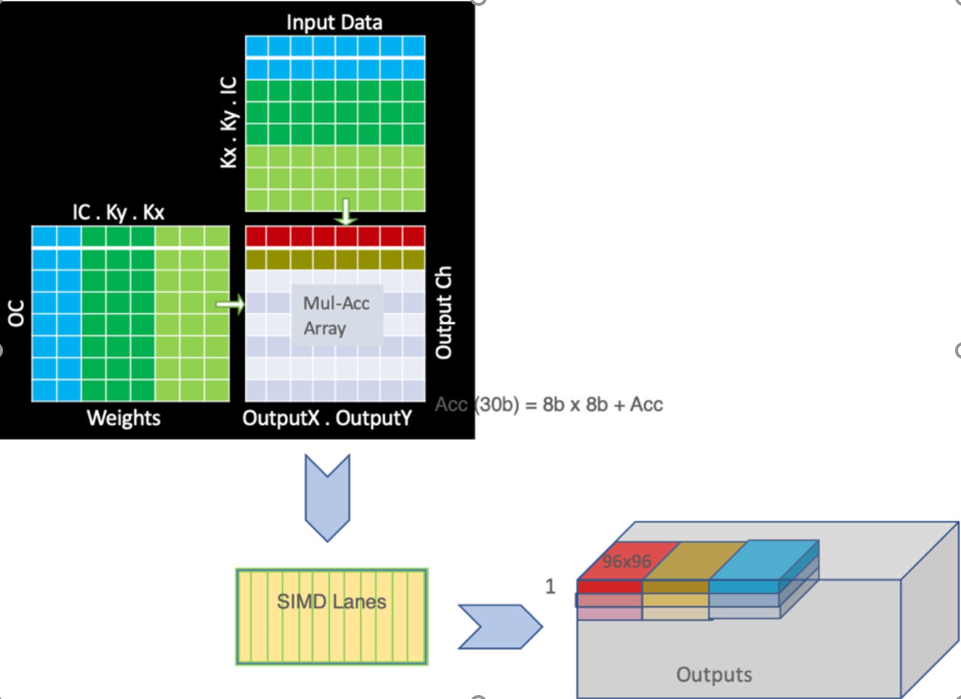 Input Data
Kx . Ky . IC
IC . Ky . Kx
OC
Mul-Acc
Array
Output Ch
Weights
OutputX . OutputY
Acc (30b) = 8b x 8b + Acc
SIMD Lanes
96x96
1
Outputs